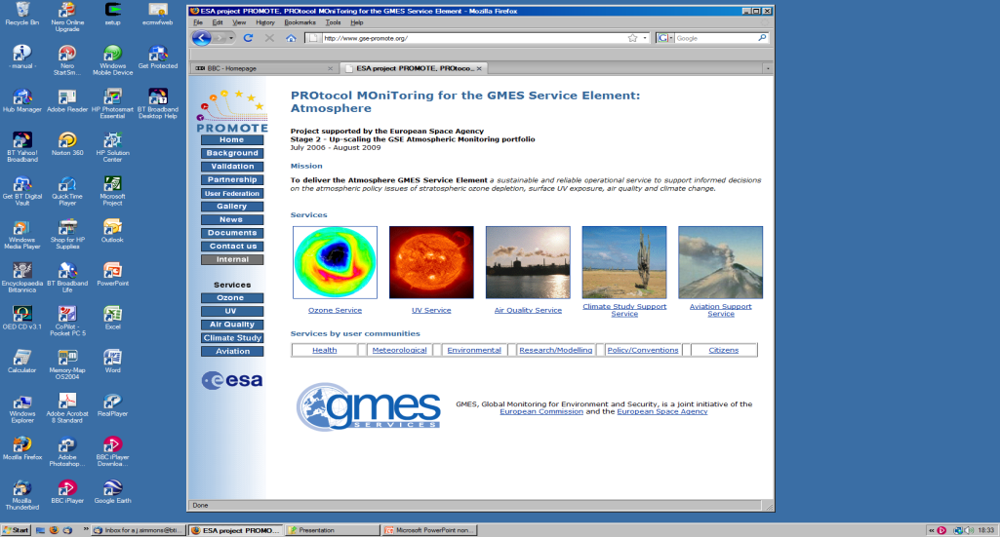 Recycle Bin
Nero Online
Upgrade
setup
ecmwfweb
- manual -
Nero
StartSm...
Windows
Mobile Device
Get Protected
Hub Manager
Adobe Reader
HP Photosmart
Essential
BT Broadband
Desktop Help
BT Yahoo!
Broadband
Norton 360
HP Solution
Center
Get BT Digital
Vault
QuickTime
Player
Microsoft
Project
Windows
Media Player
Shop for HP
Supplies
Outlook
Encyclopaedia
Britannica
BT Broadband
Life
PowerPoint
OED CD v3.1
CoPilot -
Pocket PC 5
Excel
Calculator
Memory-Map
OS2004
Word
Windows
Explorer
Adobe Acrobat
8 Standard
RealPlayer
Mozilla Firefox
Adobe
Photoshop...
BBC iPlayer
Downloa...
Mozilla
Thunderbird
BBC iPlayer
Google Earth
ESA project PROMOTE, PROtocol MOniToring for the GMES Service Element - Mozilla Firefox
File Edit View History Bookmarks Tools Help
http://www.gse-promote.org/
G Google
BBC - Homepage
ESA project PROMOTE, PROtoco...
PROMOTE
Home
Background
Validation
Partnership
User Federation
Gallery
News
Documents
Contact us
Internal
Services
Ozone
UV
Air Quality
Climate Study
Aviation
esa
PROtocol MOniToring for the GMES Service Element:
Atmosphere
Project supported by the European Space Agency
Stage 2 - Up-scaling the GSE Atmospheric Monitoring portfolio
July 2006 - August 2009
Mission
To deliver the Atmosphere GMES Service Element a sustainable and reliable operational service to support informed decisions
on the atmospheric policy issues of stratospheric ozone depletion, surface UV exposure, air quality and climate change.
Services
Ozone Service
UV Service
Air Quality Service
Climate Study Support
Service
Aviation Support
Service
Services by user communities
Health Meteorological Environmental Research/Modelling Policy/Conventions Citizens
gmes
SERVICES
GMES, Global Monitoring for Environment and Security, is a joint initiative of the
European Commission and the European Space Agency
Done
Start
Inbox for a.j.simmons@bti...
ESA project PROMO...
Presentation
Microsoft PowerPoint non...
18:33